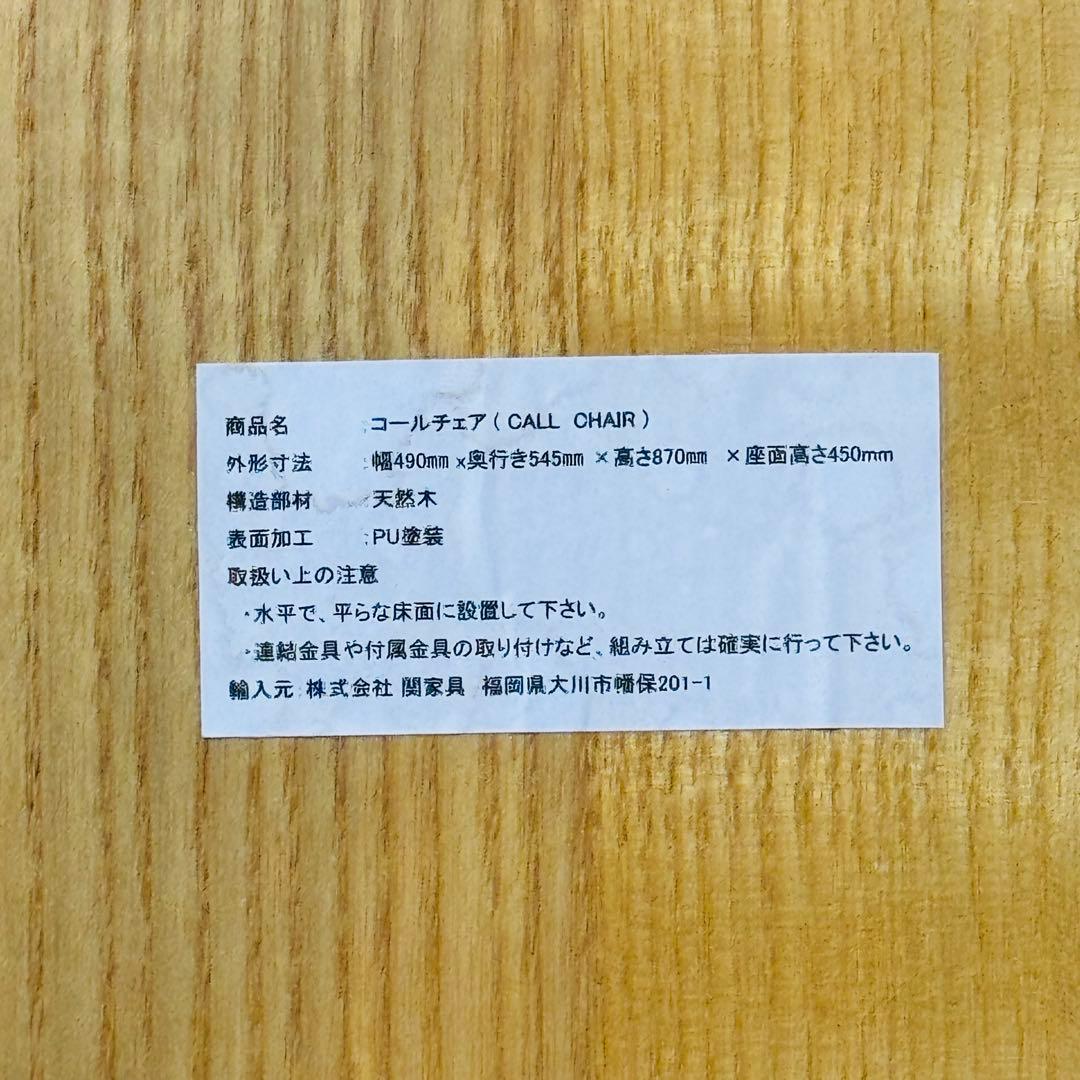 商品名 :コールチェア( CALL CHAIR )
外形寸法 :幅490㎜ x奥行き545㎜ ×高さ870㎜ ×座面高さ450mm
構造部材 :天然木
表面加工 :PU塗装
取扱い上の注意
・水平で、平らな床面に設置して下さい。
・連結金具や付属金具の取り付けなど、組み立ては確実に行って下さい。
輸入元:株式会社 関家具 福岡県大川市幡保201-1